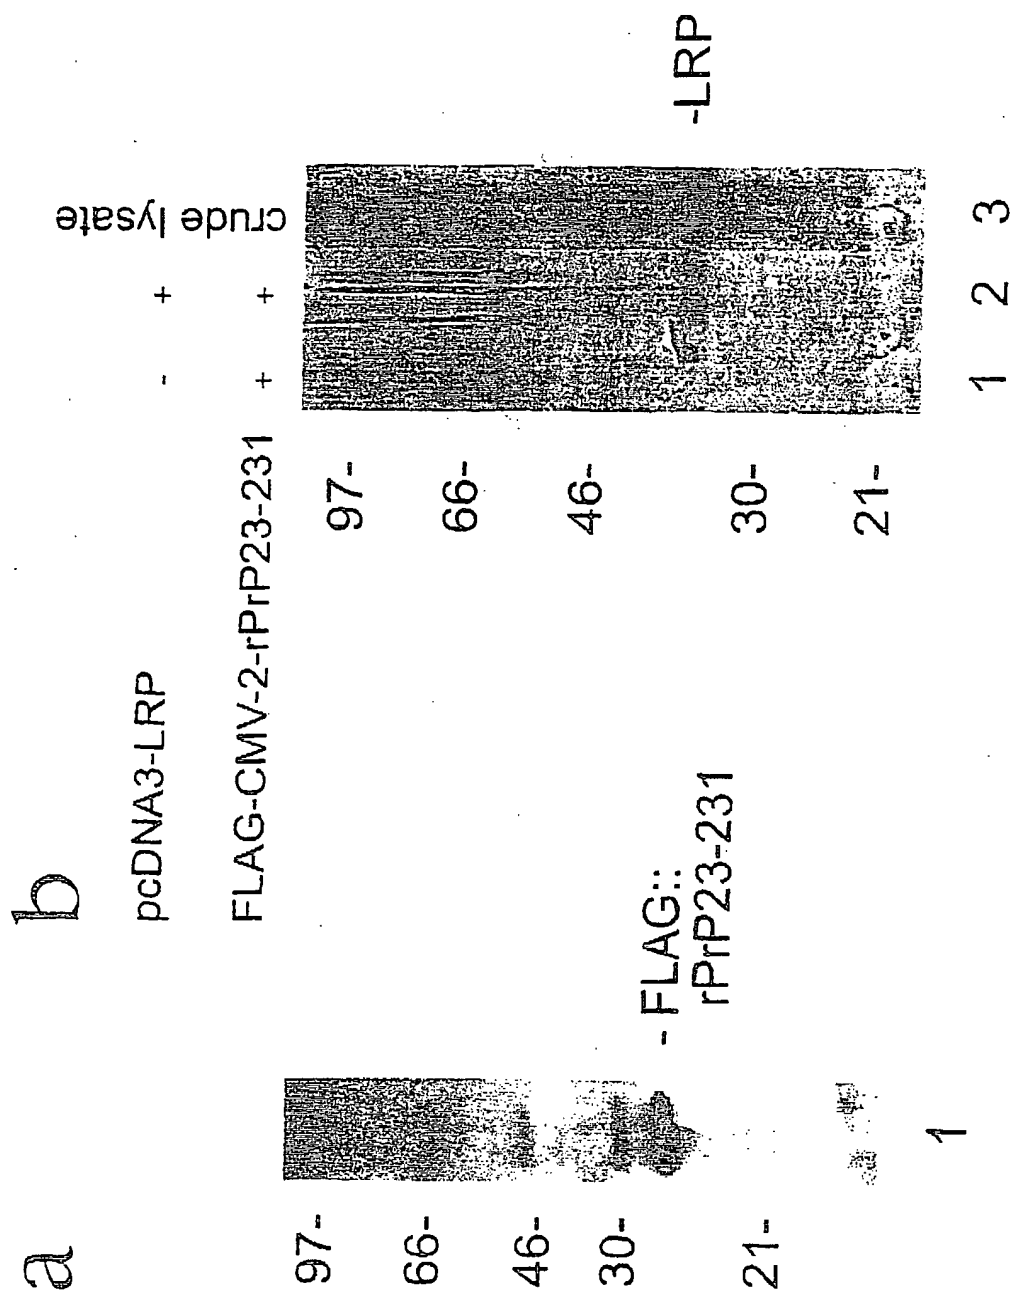 a
97-
66-
46-
30-
21-
- FLAG::
rPrP23-231
1
b
pcDNA3-LRP - +
FLAG-CMV-2-rPrP23-231 + +
crude lysate
97-
66-
46-
30-
21-
-LRP
1 2 3